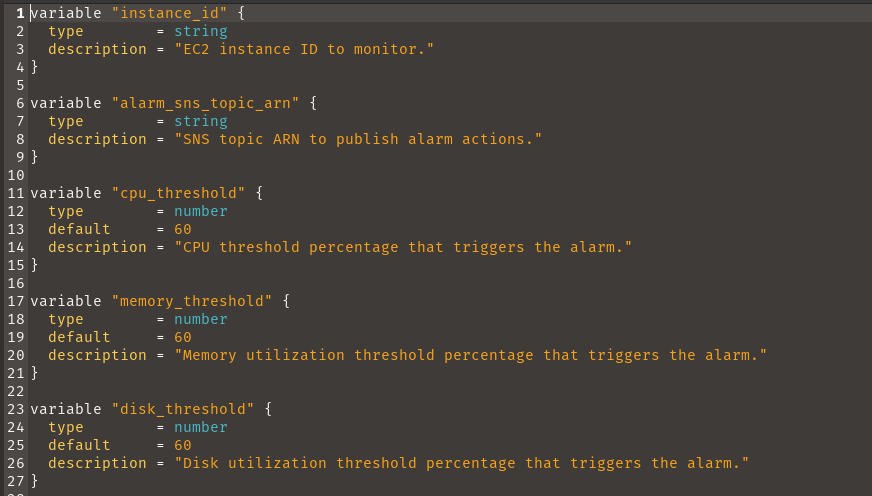 1 variable "instance_id" {
2   type        = string
3   description = "EC2 instance ID to monitor."
4 }
5
6 variable "alarm_sns_topic_arn" {
7   type        = string
8   description = "SNS topic ARN to publish alarm actions."
9 }
10
11 variable "cpu_threshold" {
12   type        = number
13   default     = 60
14   description = "CPU threshold percentage that triggers the alarm."
15 }
16
17 variable "memory_threshold" {
18   type        = number
19   default     = 60
20   description = "Memory utilization threshold percentage that triggers the alarm."
21 }
22
23 variable "disk_threshold" {
24   type        = number
25   default     = 60
26   description = "Disk utilization threshold percentage that triggers the alarm."
27 }